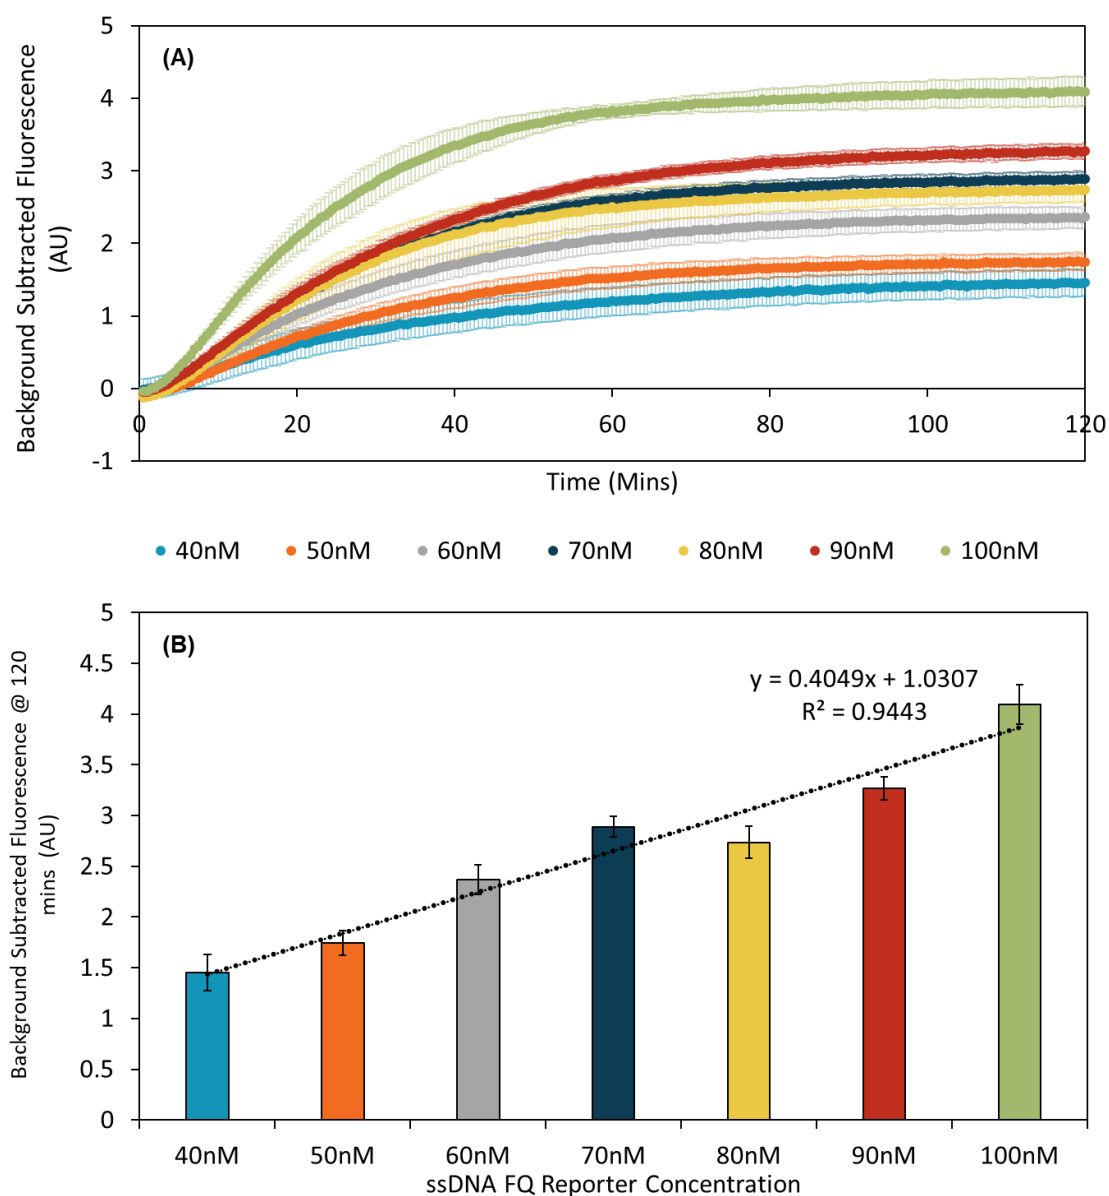 (A)
Background Subtracted Fluorescence
(AU)
5
4
3
2
1
0
-1
0 20 40 60 80 100 120
Time (Mins)
40nM 50nM 60nM 70nM 80nM 90nM 100nM
(B)
Background Subtracted Fluorescence @ 120
mins (AU)
5
4.5
4
3.5
3
2.5
2
1.5
1
0.5
0
y = 0.4049x + 1.0307
R² = 0.9443
40nM 50nM 60nM 70nM 80nM 90nM 100nM
ssDNA FQ Reporter Concentration